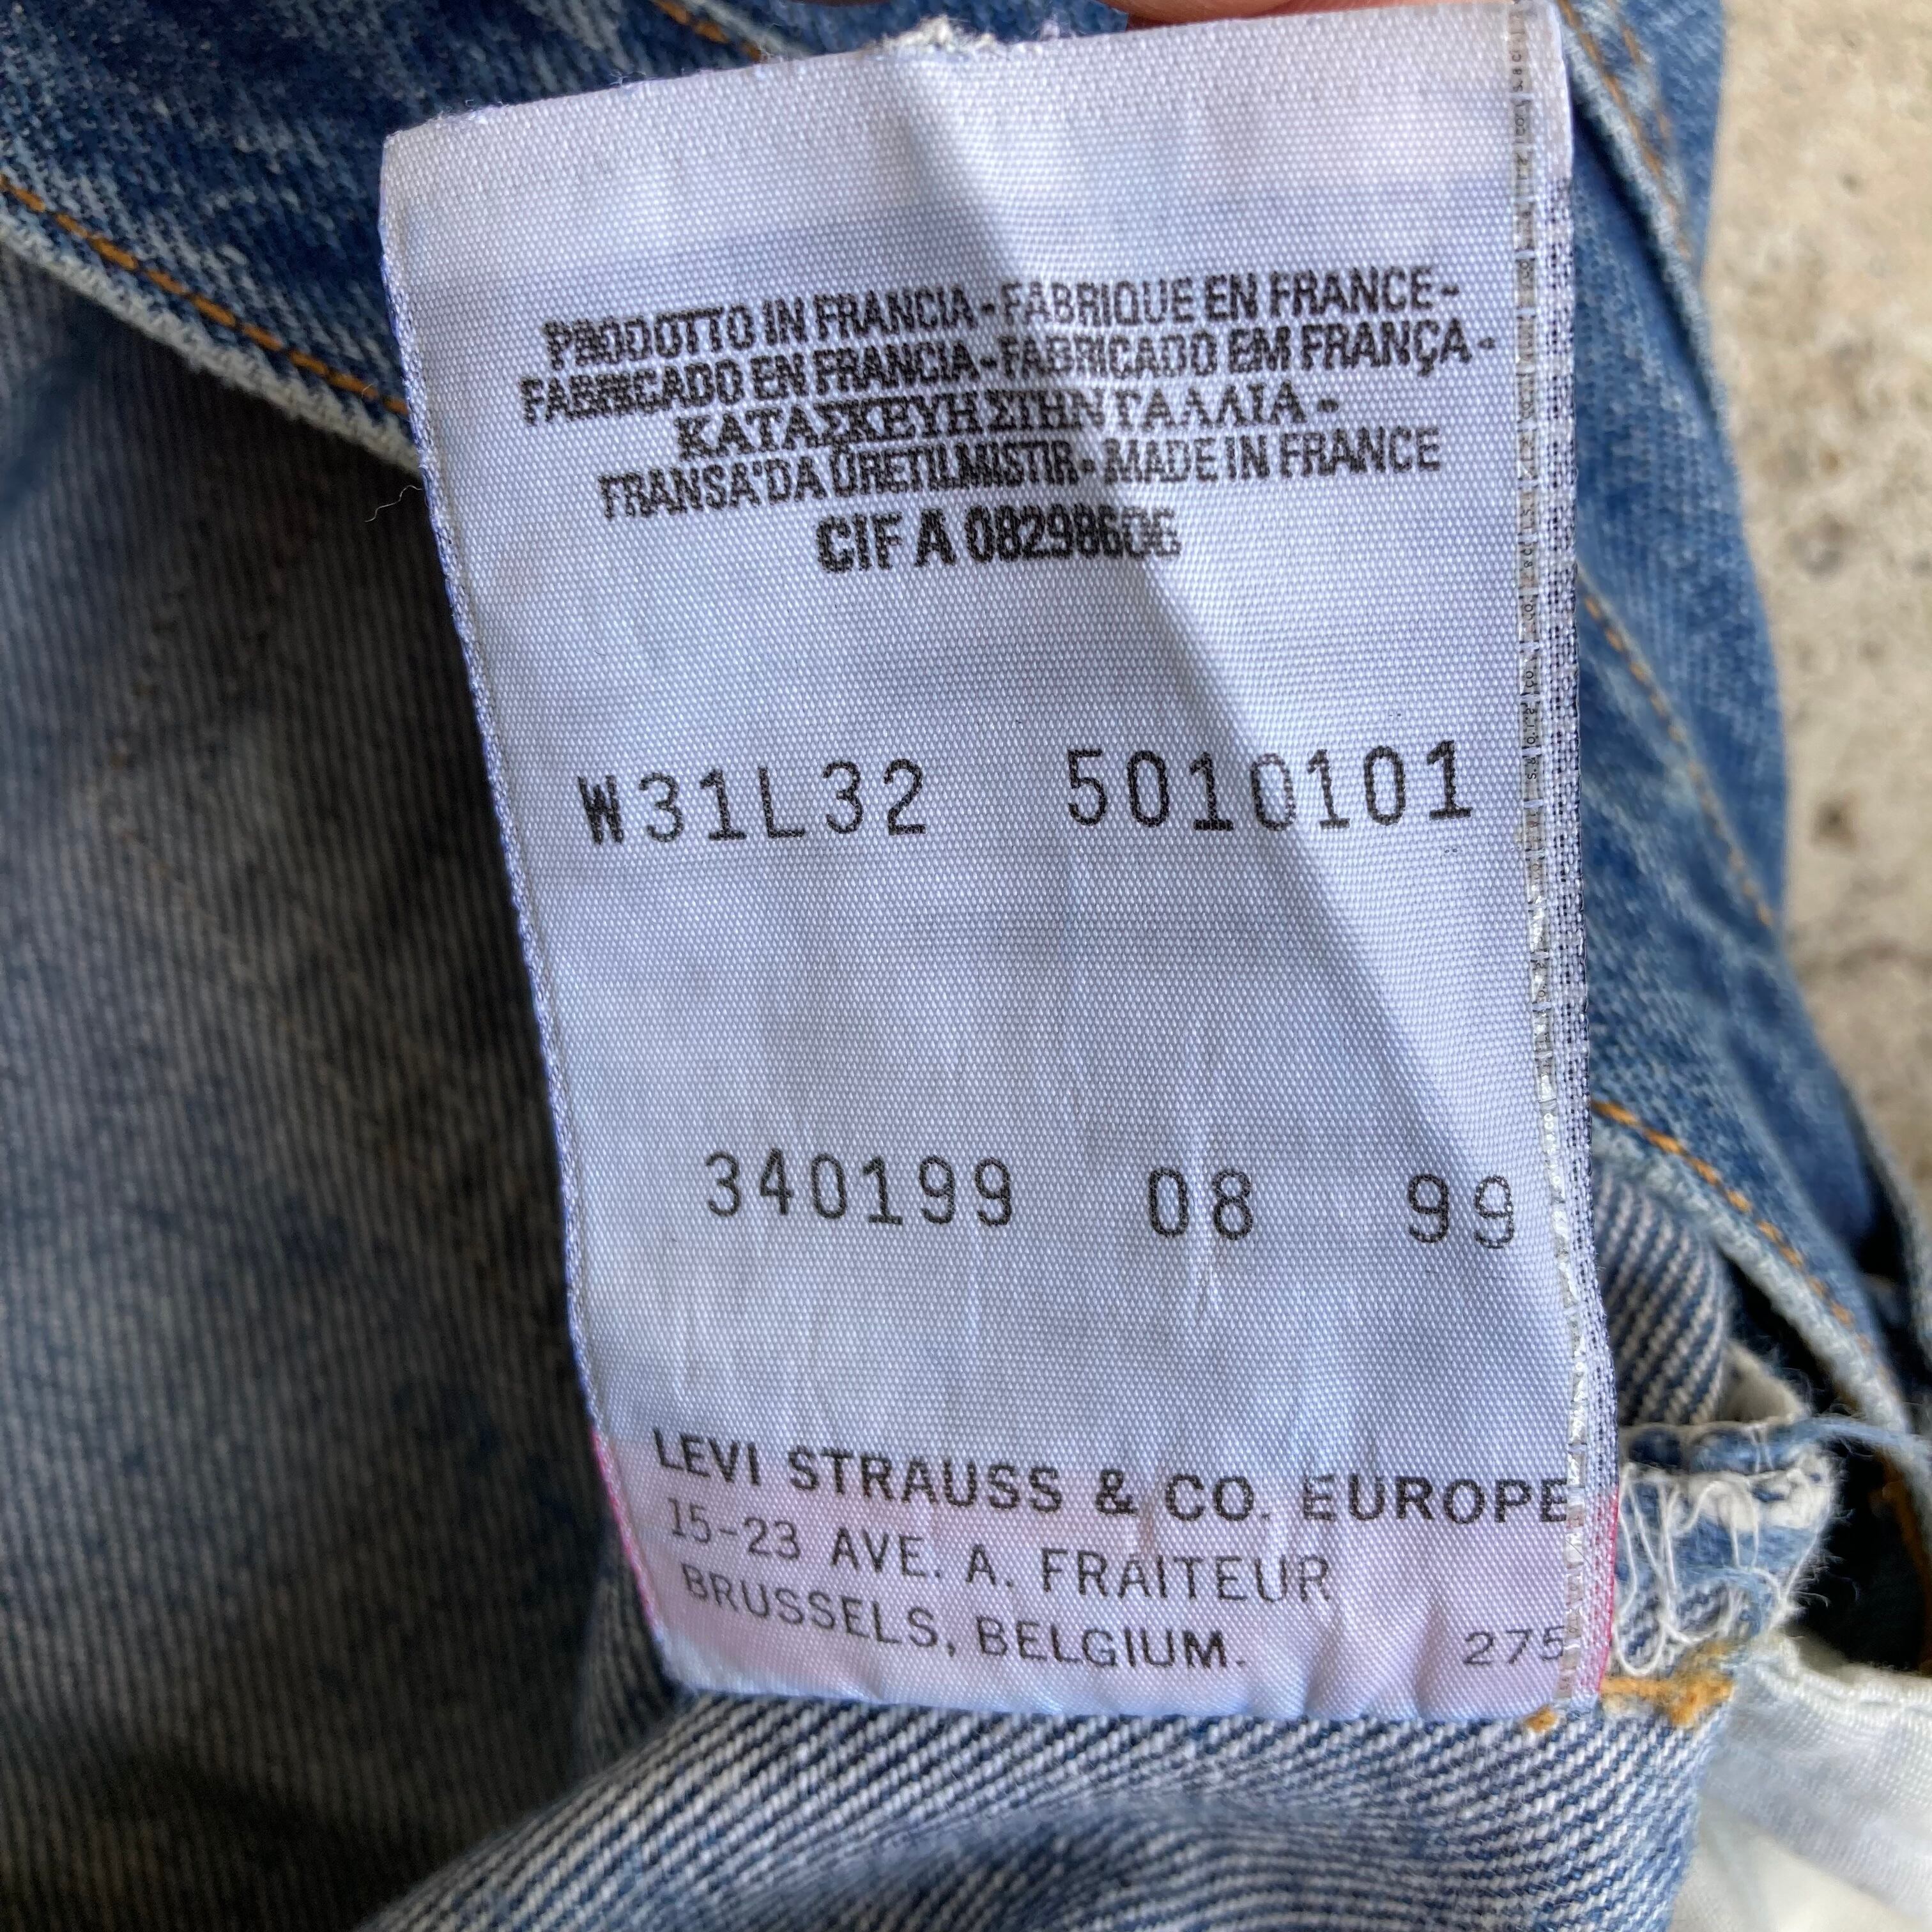 PRODOTTO IN FRANCIA - FABRIQUE EN FRANCE -
FABRICADO EN FRANCIA - FABRICADO EM FRANÇA -
ΚΑΤΑΣΚΕΥΗ ΣΤΗΝ ΓΑΛΛΙΑ -
FRANSA'DA ÜRETILMISTIR - MADE IN FRANCE
CIF A 08298606
W31L32 5010101
340199 08 99
LEVI STRAUSS & CO. EUROPE
15-23 AVE. A. FRAITEUR
BRUSSELS, BELGIUM. 275